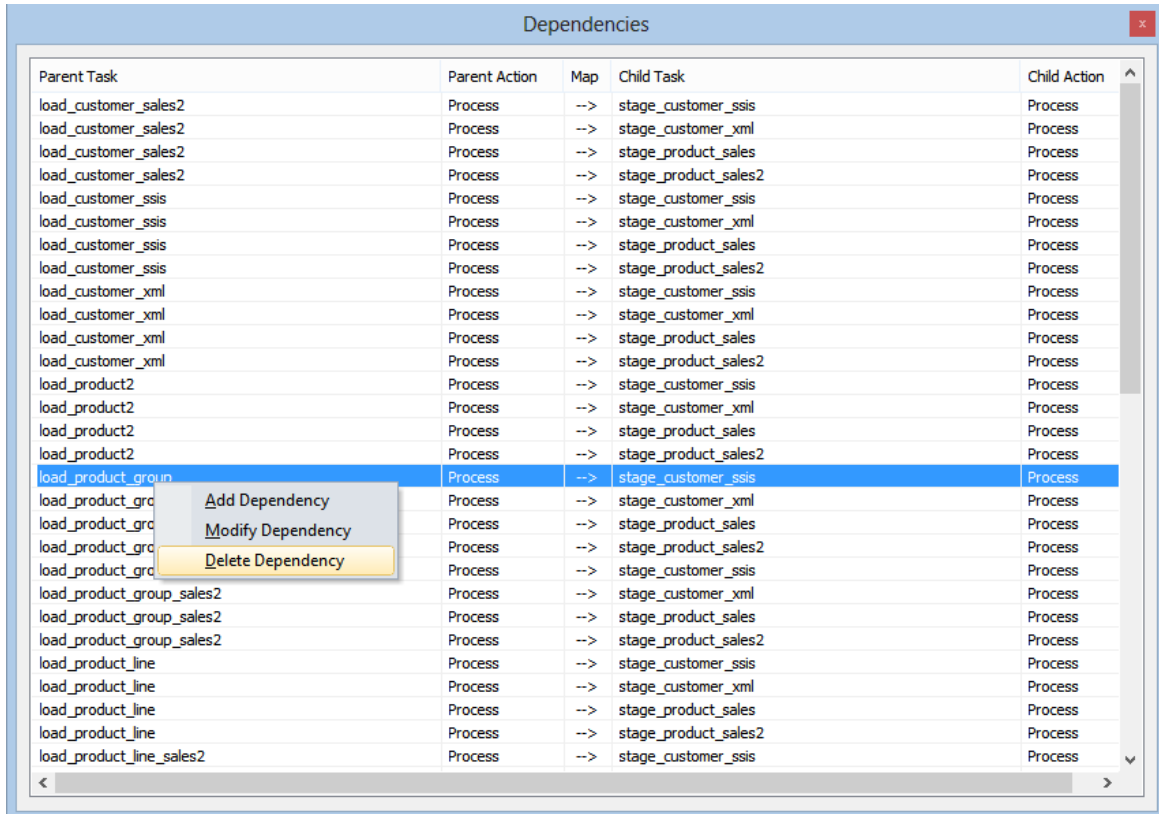 Dependencies
x
Parent Task Parent Action Map Child Task Child Action
load_customer_sales2 Process --> stage_customer_ssis Process
load_customer_sales2 Process --> stage_customer_xml Process
load_customer_sales2 Process --> stage_product_sales Process
load_customer_sales2 Process --> stage_product_sales2 Process
load_customer_ssis Process --> stage_customer_ssis Process
load_customer_ssis Process --> stage_customer_xml Process
load_customer_ssis Process --> stage_product_sales Process
load_customer_ssis Process --> stage_product_sales2 Process
load_customer_xml Process --> stage_customer_ssis Process
load_customer_xml Process --> stage_customer_xml Process
load_customer_xml Process --> stage_product_sales Process
load_customer_xml Process --> stage_product_sales2 Process
load_product2 Process --> stage_customer_ssis Process
load_product2 Process --> stage_customer_xml Process
load_product2 Process --> stage_product_sales Process
load_product2 Process --> stage_product_sales2 Process
load_product_group Process --> stage_customer_ssis Process
load_product_gro Process --> stage_customer_xml Process
load_product_gro Process --> stage_product_sales Process
load_product_gro Process --> stage_product_sales2 Process
load_product_gro Process --> stage_customer_ssis Process
Add Dependency
Modify Dependency
Delete Dependency
load_product_group_sales2 Process --> stage_customer_xml Process
load_product_group_sales2 Process --> stage_product_sales Process
load_product_group_sales2 Process --> stage_product_sales2 Process
load_product_line Process --> stage_customer_ssis Process
load_product_line Process --> stage_customer_xml Process
load_product_line Process --> stage_product_sales Process
load_product_line Process --> stage_product_sales2 Process
load_product_line_sales2 Process --> stage_customer_ssis Process